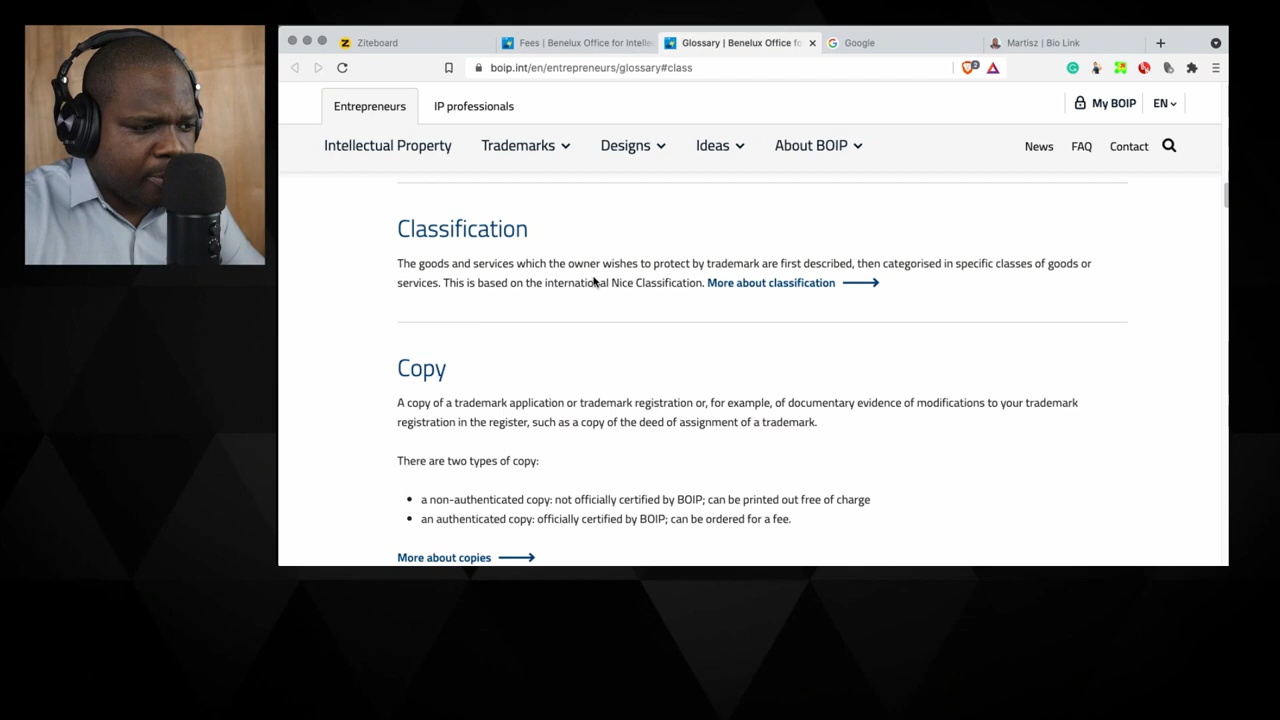 Ziteboard
Fees | Benelux Office for Intelle
Glossary | Benelux Office fo
Google
Martisz | Bio Link
boip.int/en/entrepreneurs/glossary#class
2
Entrepreneurs
IP professionals
My BOIP
EN
Intellectual Property
Trademarks
Designs
Ideas
About BOIP
News
FAQ
Contact
Classification
The goods and services which the owner wishes to protect by trademark are first described, then categorised in specific classes of goods or
services. This is based on the international Nice Classification. More about classification
Copy
A copy of a trademark application or trademark registration or, for example, of documentary evidence of modifications to your trademark
registration in the register, such as a copy of the deed of assignment of a trademark.
There are two types of copy:
• a non-authenticated copy: not officially certified by BOIP; can be printed out free of charge
• an authenticated copy: officially certified by BOIP; can be ordered for a fee.
More about copies